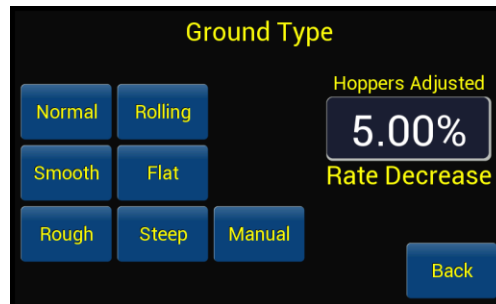 Ground Type
Hoppers Adjusted
5.00%
Rate Decrease
Normal Rolling
Smooth Flat
Rough Steep Manual
Back